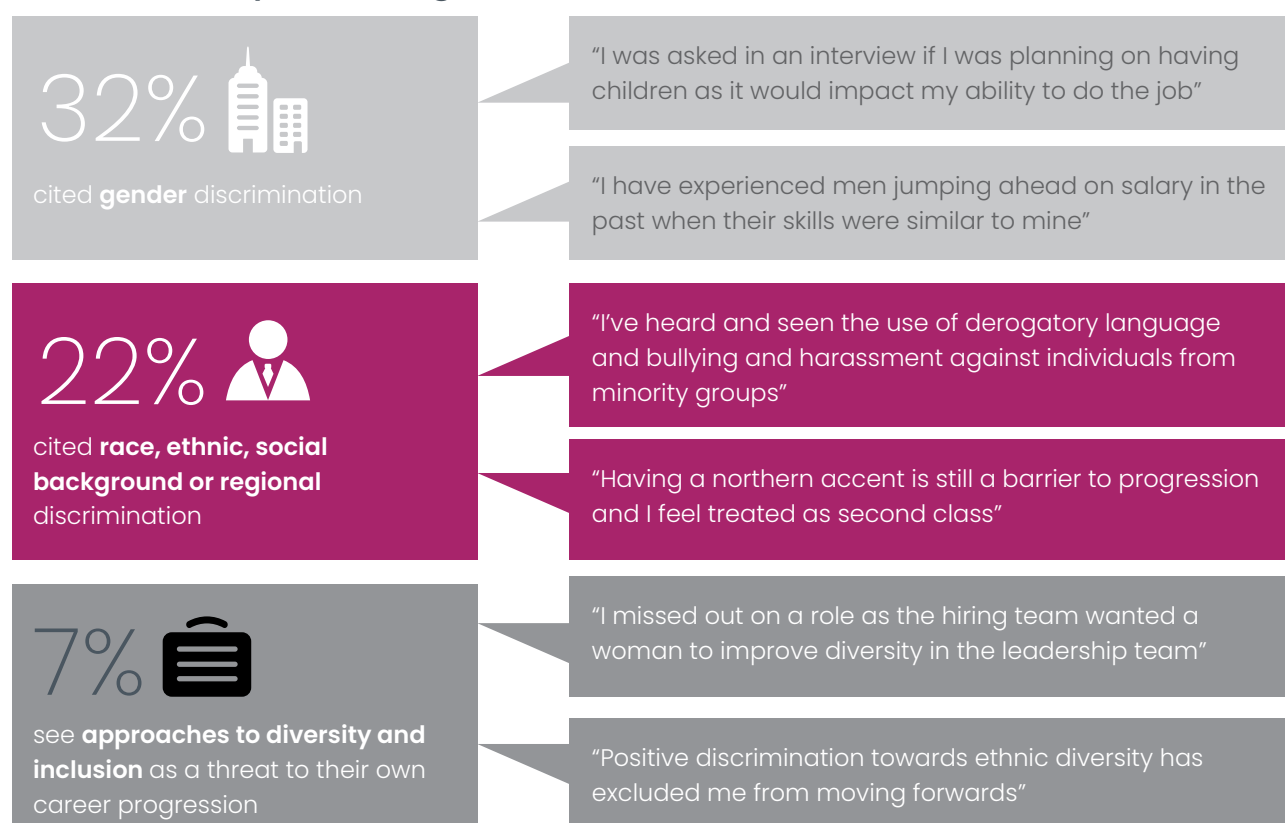 32%
cited gender discrimination
“I was asked in an interview if I was planning on having
children as it would impact my ability to do the job”
“I have experienced men jumping ahead on salary in the
past when their skills were similar to mine”
22%
cited race, ethnic, social
background or regional
discrimination
“I’ve heard and seen the use of derogatory language
and bullying and harassment against individuals from
minority groups”
“Having a northern accent is still a barrier to progression
and I feel treated as second class”
7%
see approaches to diversity and
inclusion as a threat to their own
career progression
“I missed out on a role as the hiring team wanted a
woman to improve diversity in the leadership team”
“Positive discrimination towards ethnic diversity has
excluded me from moving forwards”